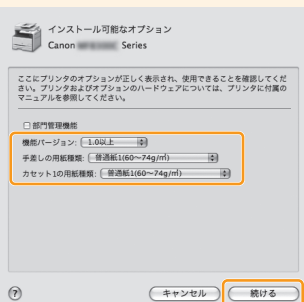 インストール可能なオプション
Canon Series
ここにプリンタのオプションが正しく表示され、使用できることを確認してくだ
さい。プリンタおよびオプションのハードウェアについては、プリンタに付属の
マニュアルを参照してください。
部門管理機能
機能バージョン: 1.0以上
手差しの用紙種類: 普通紙1(60〜74g/㎡)
カセット1の用紙種類: 普通紙1(60〜74g/㎡)
? キャンセル 続ける